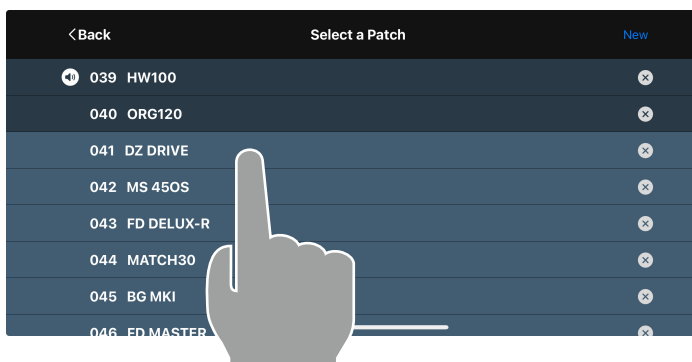 Back Select a Patch New
039 HW100
040 ORG120
041 DZ DRIVE
042 MS 45OS
043 FD DELUX-R
044 MATCH30
045 BG MKI
046 FD MASTER